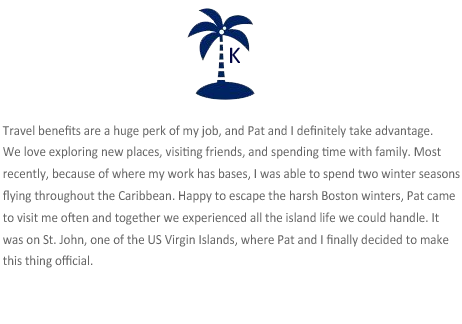 K
Travel benefits are a huge perk of my job, and Pat and I definitely take advantage.
We love exploring new places, visiting friends, and spending time with family. Most
recently, because of where my work has bases, I was able to spend two winter seasons
flying throughout the Caribbean. Happy to escape the harsh Boston winters, Pat came
to visit me often and together we experienced all the island life we could handle. It
was on St. John, one of the US Virgin Islands, where Pat and I finally decided to make
this thing official.